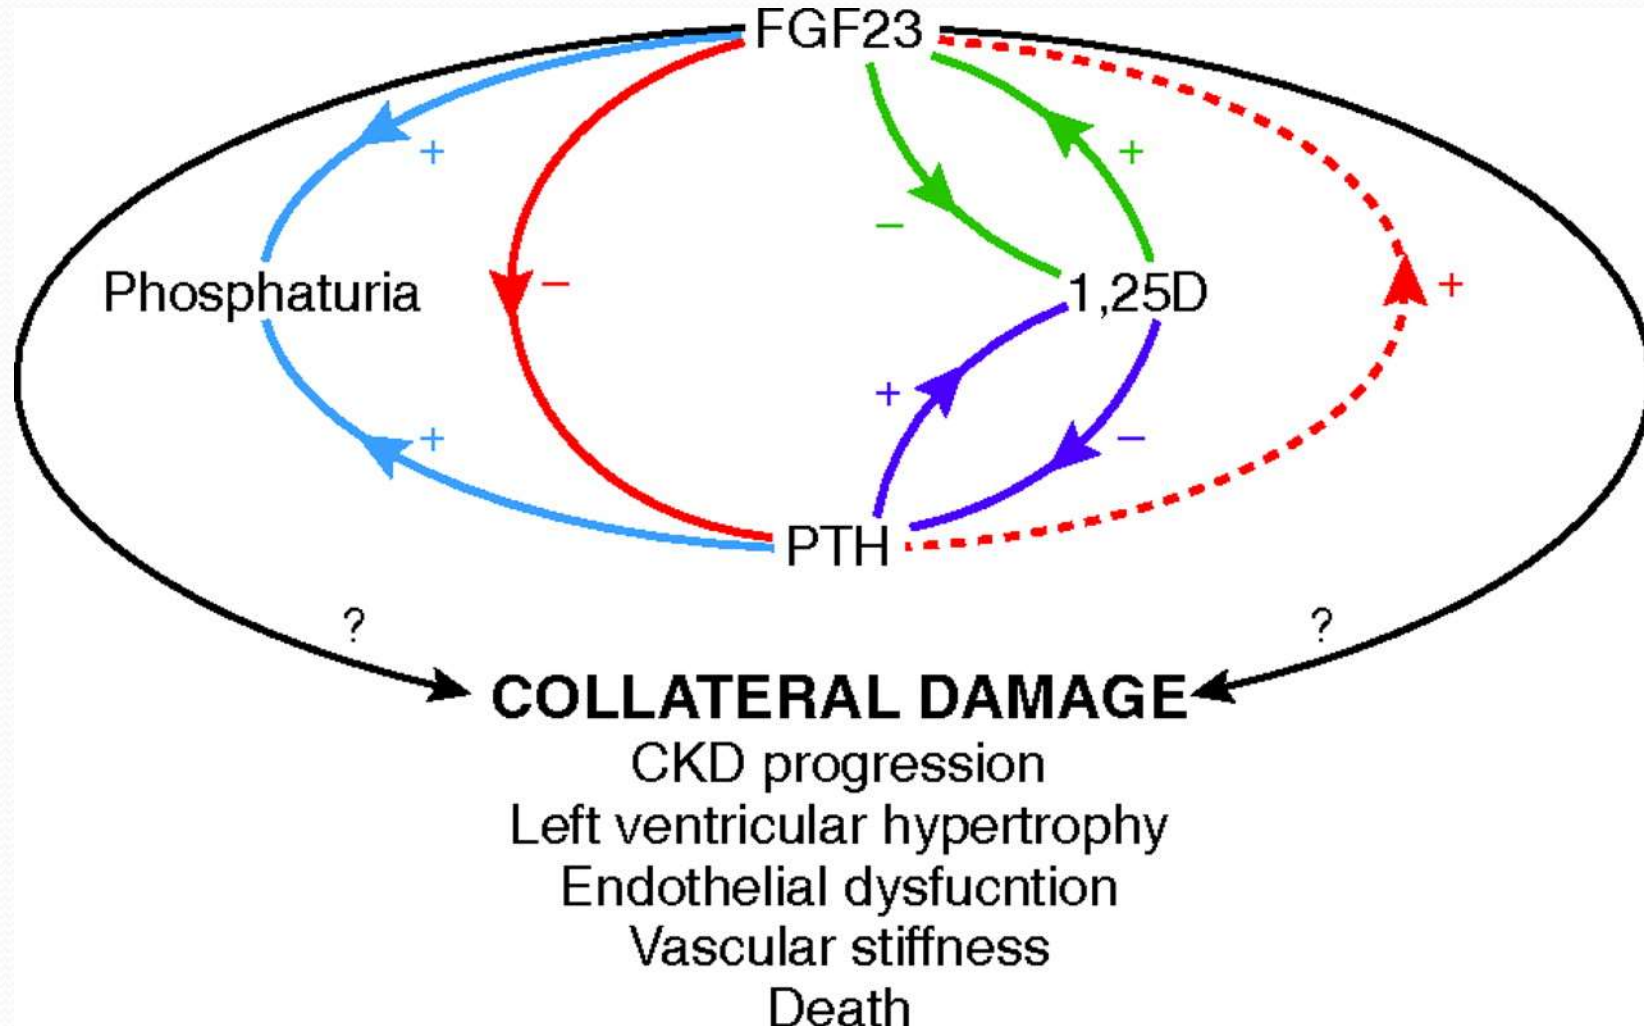 FGF23
+
+
−
Phosphaturia
−
1,25D
+
+
+
−
PTH
?
?
COLLATERAL DAMAGE
CKD progression
Left ventricular hypertrophy
Endothelial dysfucntion
Vascular stiffness
Death